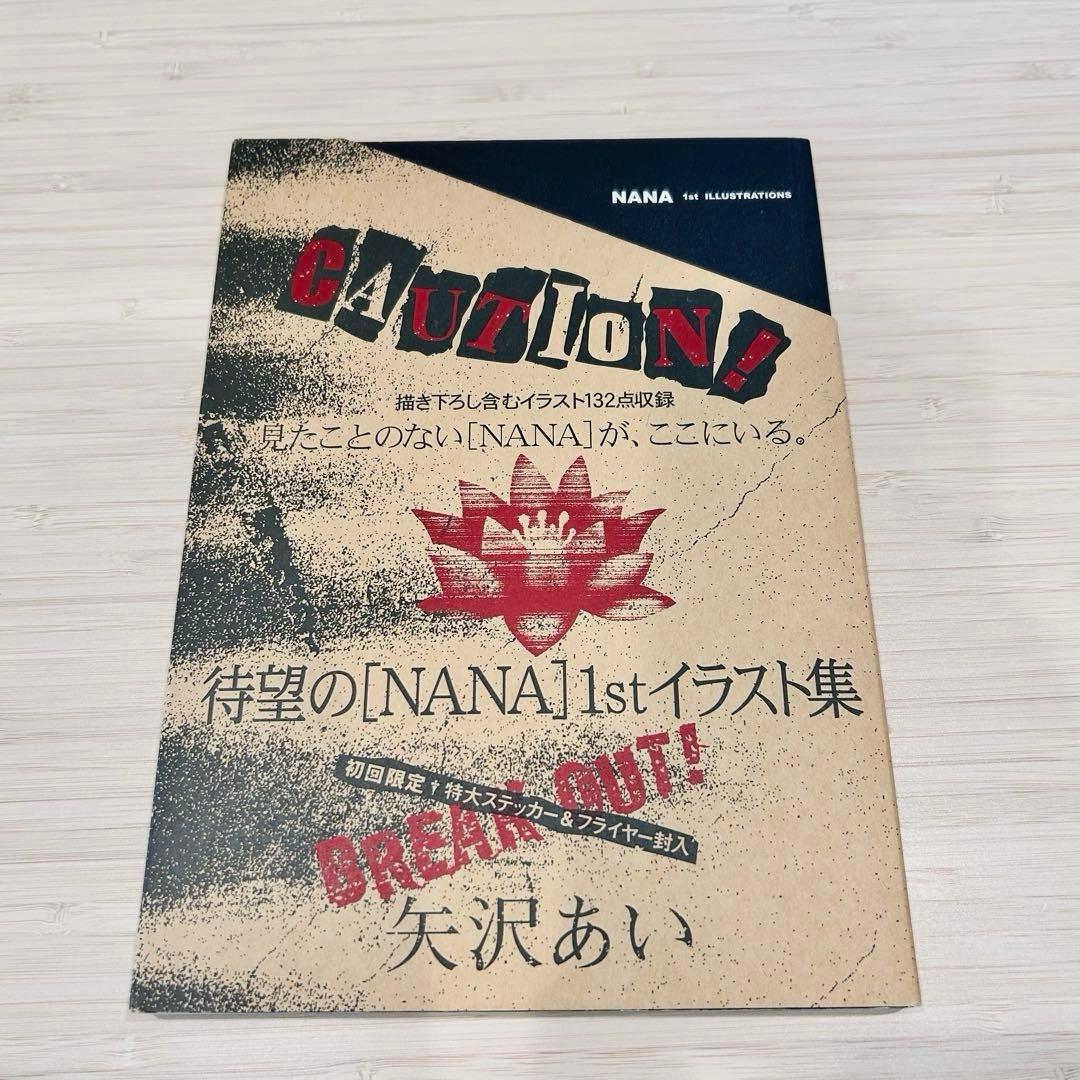 NANA 1st ILLUSTRATIONS
CAUTION!
描き下ろし含むイラスト132点収録
見たことのない[NANA]が、ここにいる。
待望の[NANA]1stイラスト集
BREAK OUT!
初回限定†特大ステッカー&フライヤー封入
矢沢あい